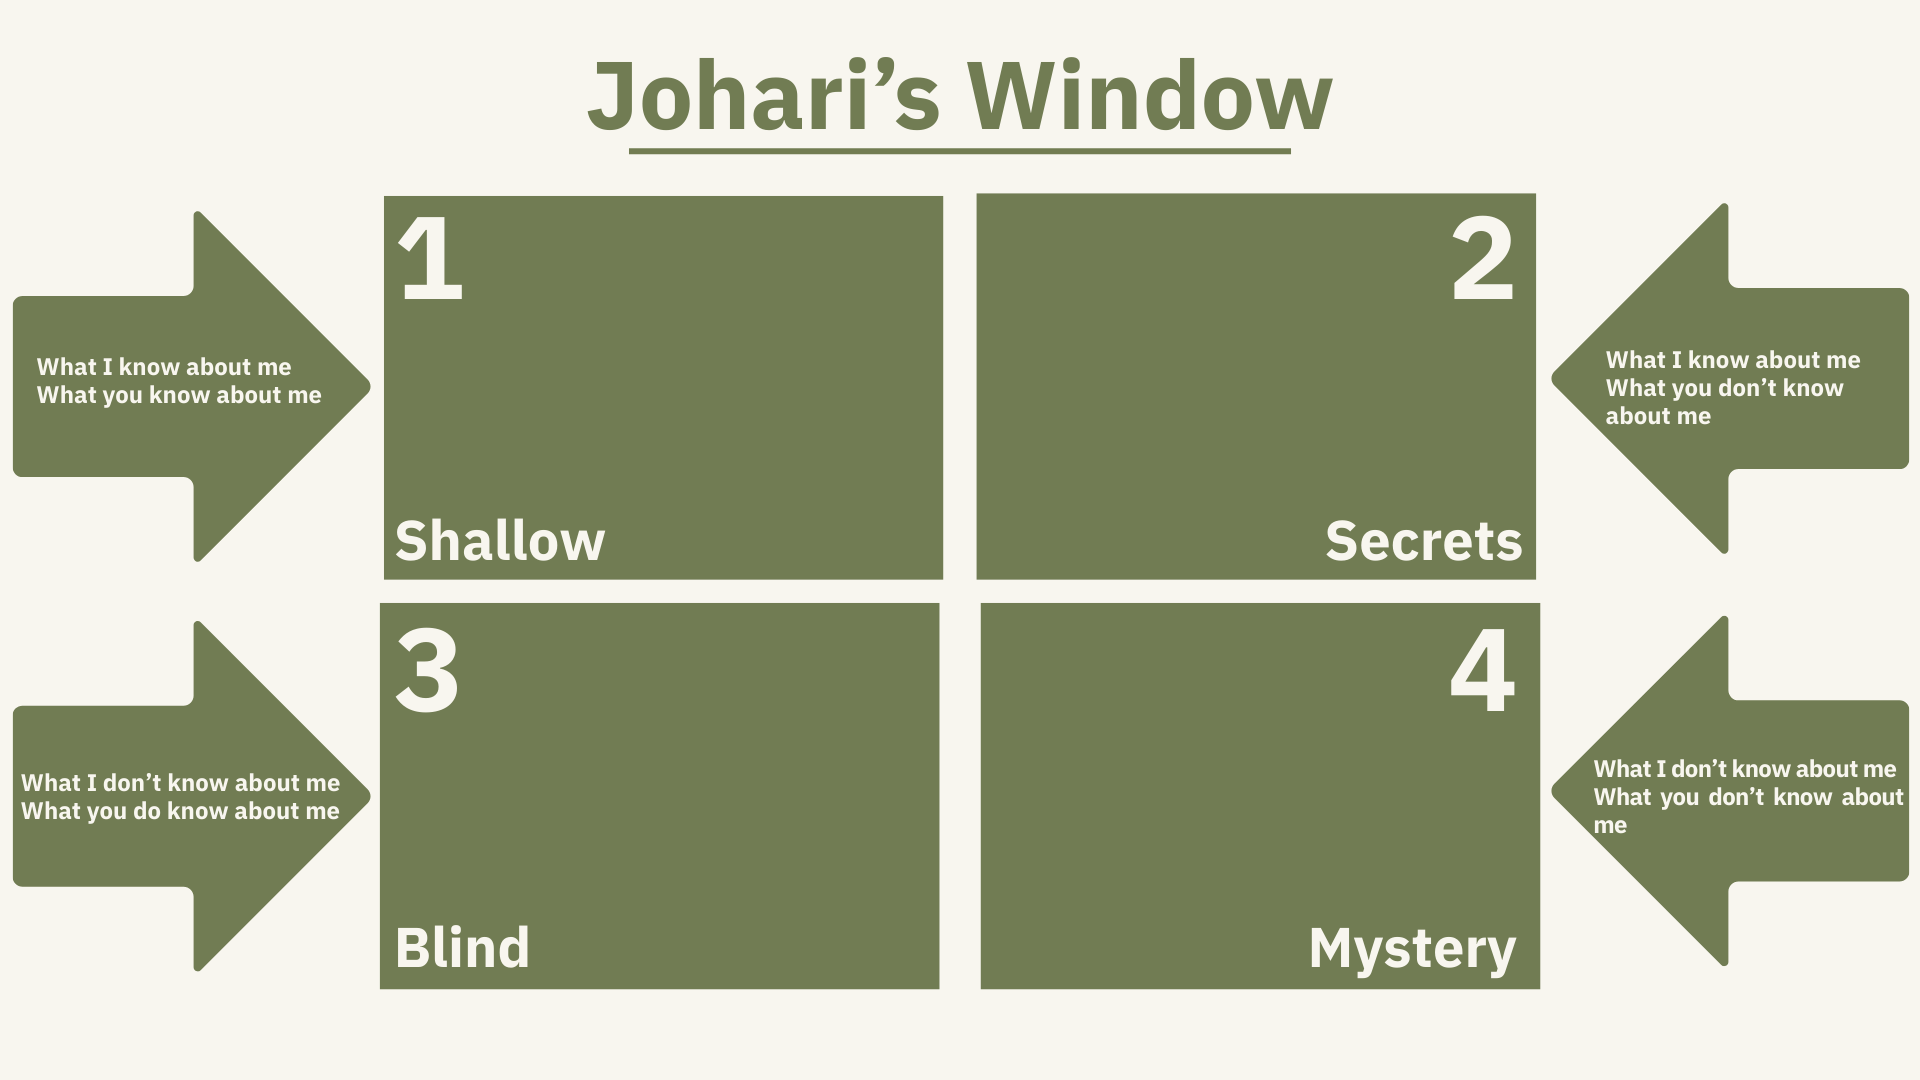 Johari’s Window
1
2
What I know about me
What you know about me
What I know about me
What you don’t know
about me
Shallow
Secrets
3
4
What I don’t know about me
What you do know about me
What I don’t know about me
What you don’t know about
me
Blind
Mystery